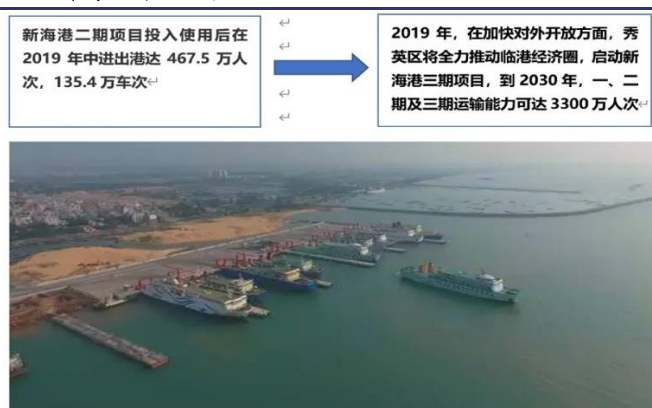 新海港二期项目投入使用后在
2019 年中进出港达 467.5 万人
次，135.4 万车次
2019 年，在加快对外开放方面，秀
英区将全力推动临港经济圈，启动新
海港三期项目，到 2030 年，一、二
期及三期运输能力可达 3300 万人次